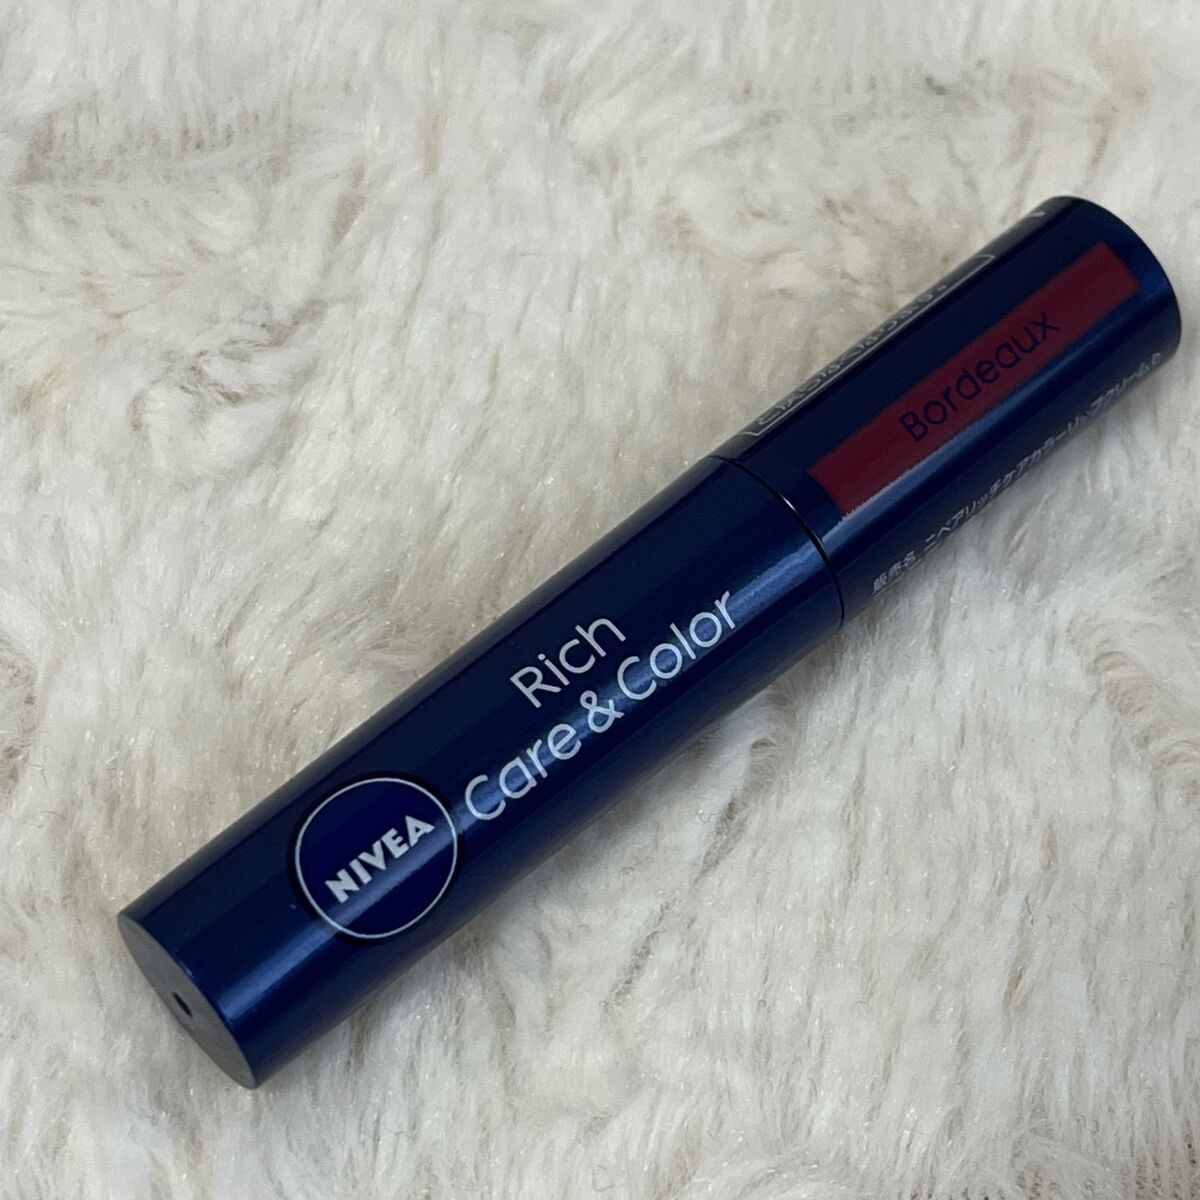 NIVEA
Rich
Care & Color
Bordeaux
販売名 ニベアリッチケアカラーリップクリームb